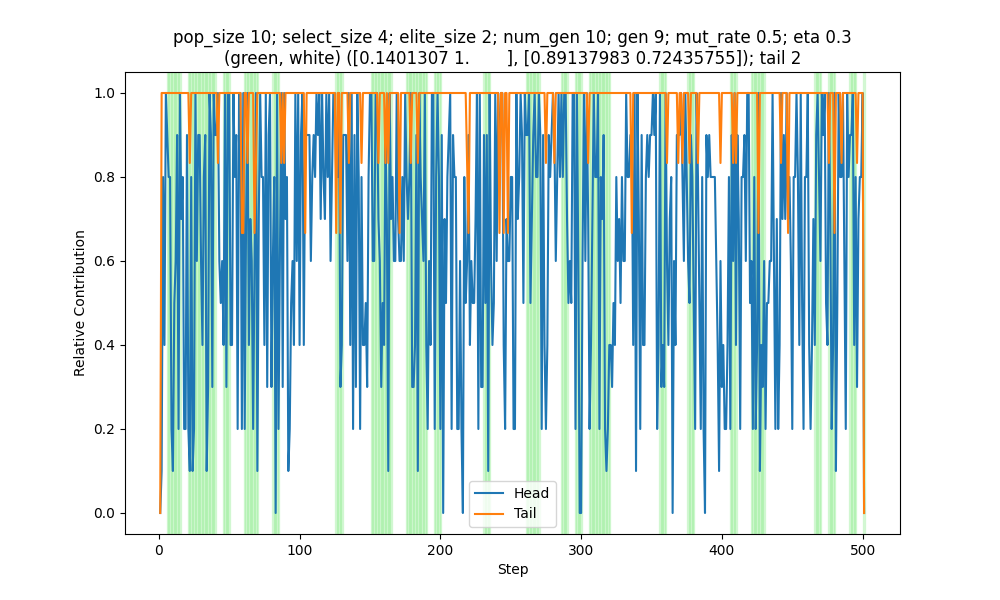 pop_size 10; select_size 4; elite_size 2; num_gen 10; gen 9; mut_rate 0.5; eta 0.3
(green, white) ([0.1401307 1.        ], [0.89137983 0.72435755]); tail 2
1.0
0.8
0.6
0.4
0.2
0.0
Relative Contribution
Head
Tail
0 100 200 300 400 500
Step